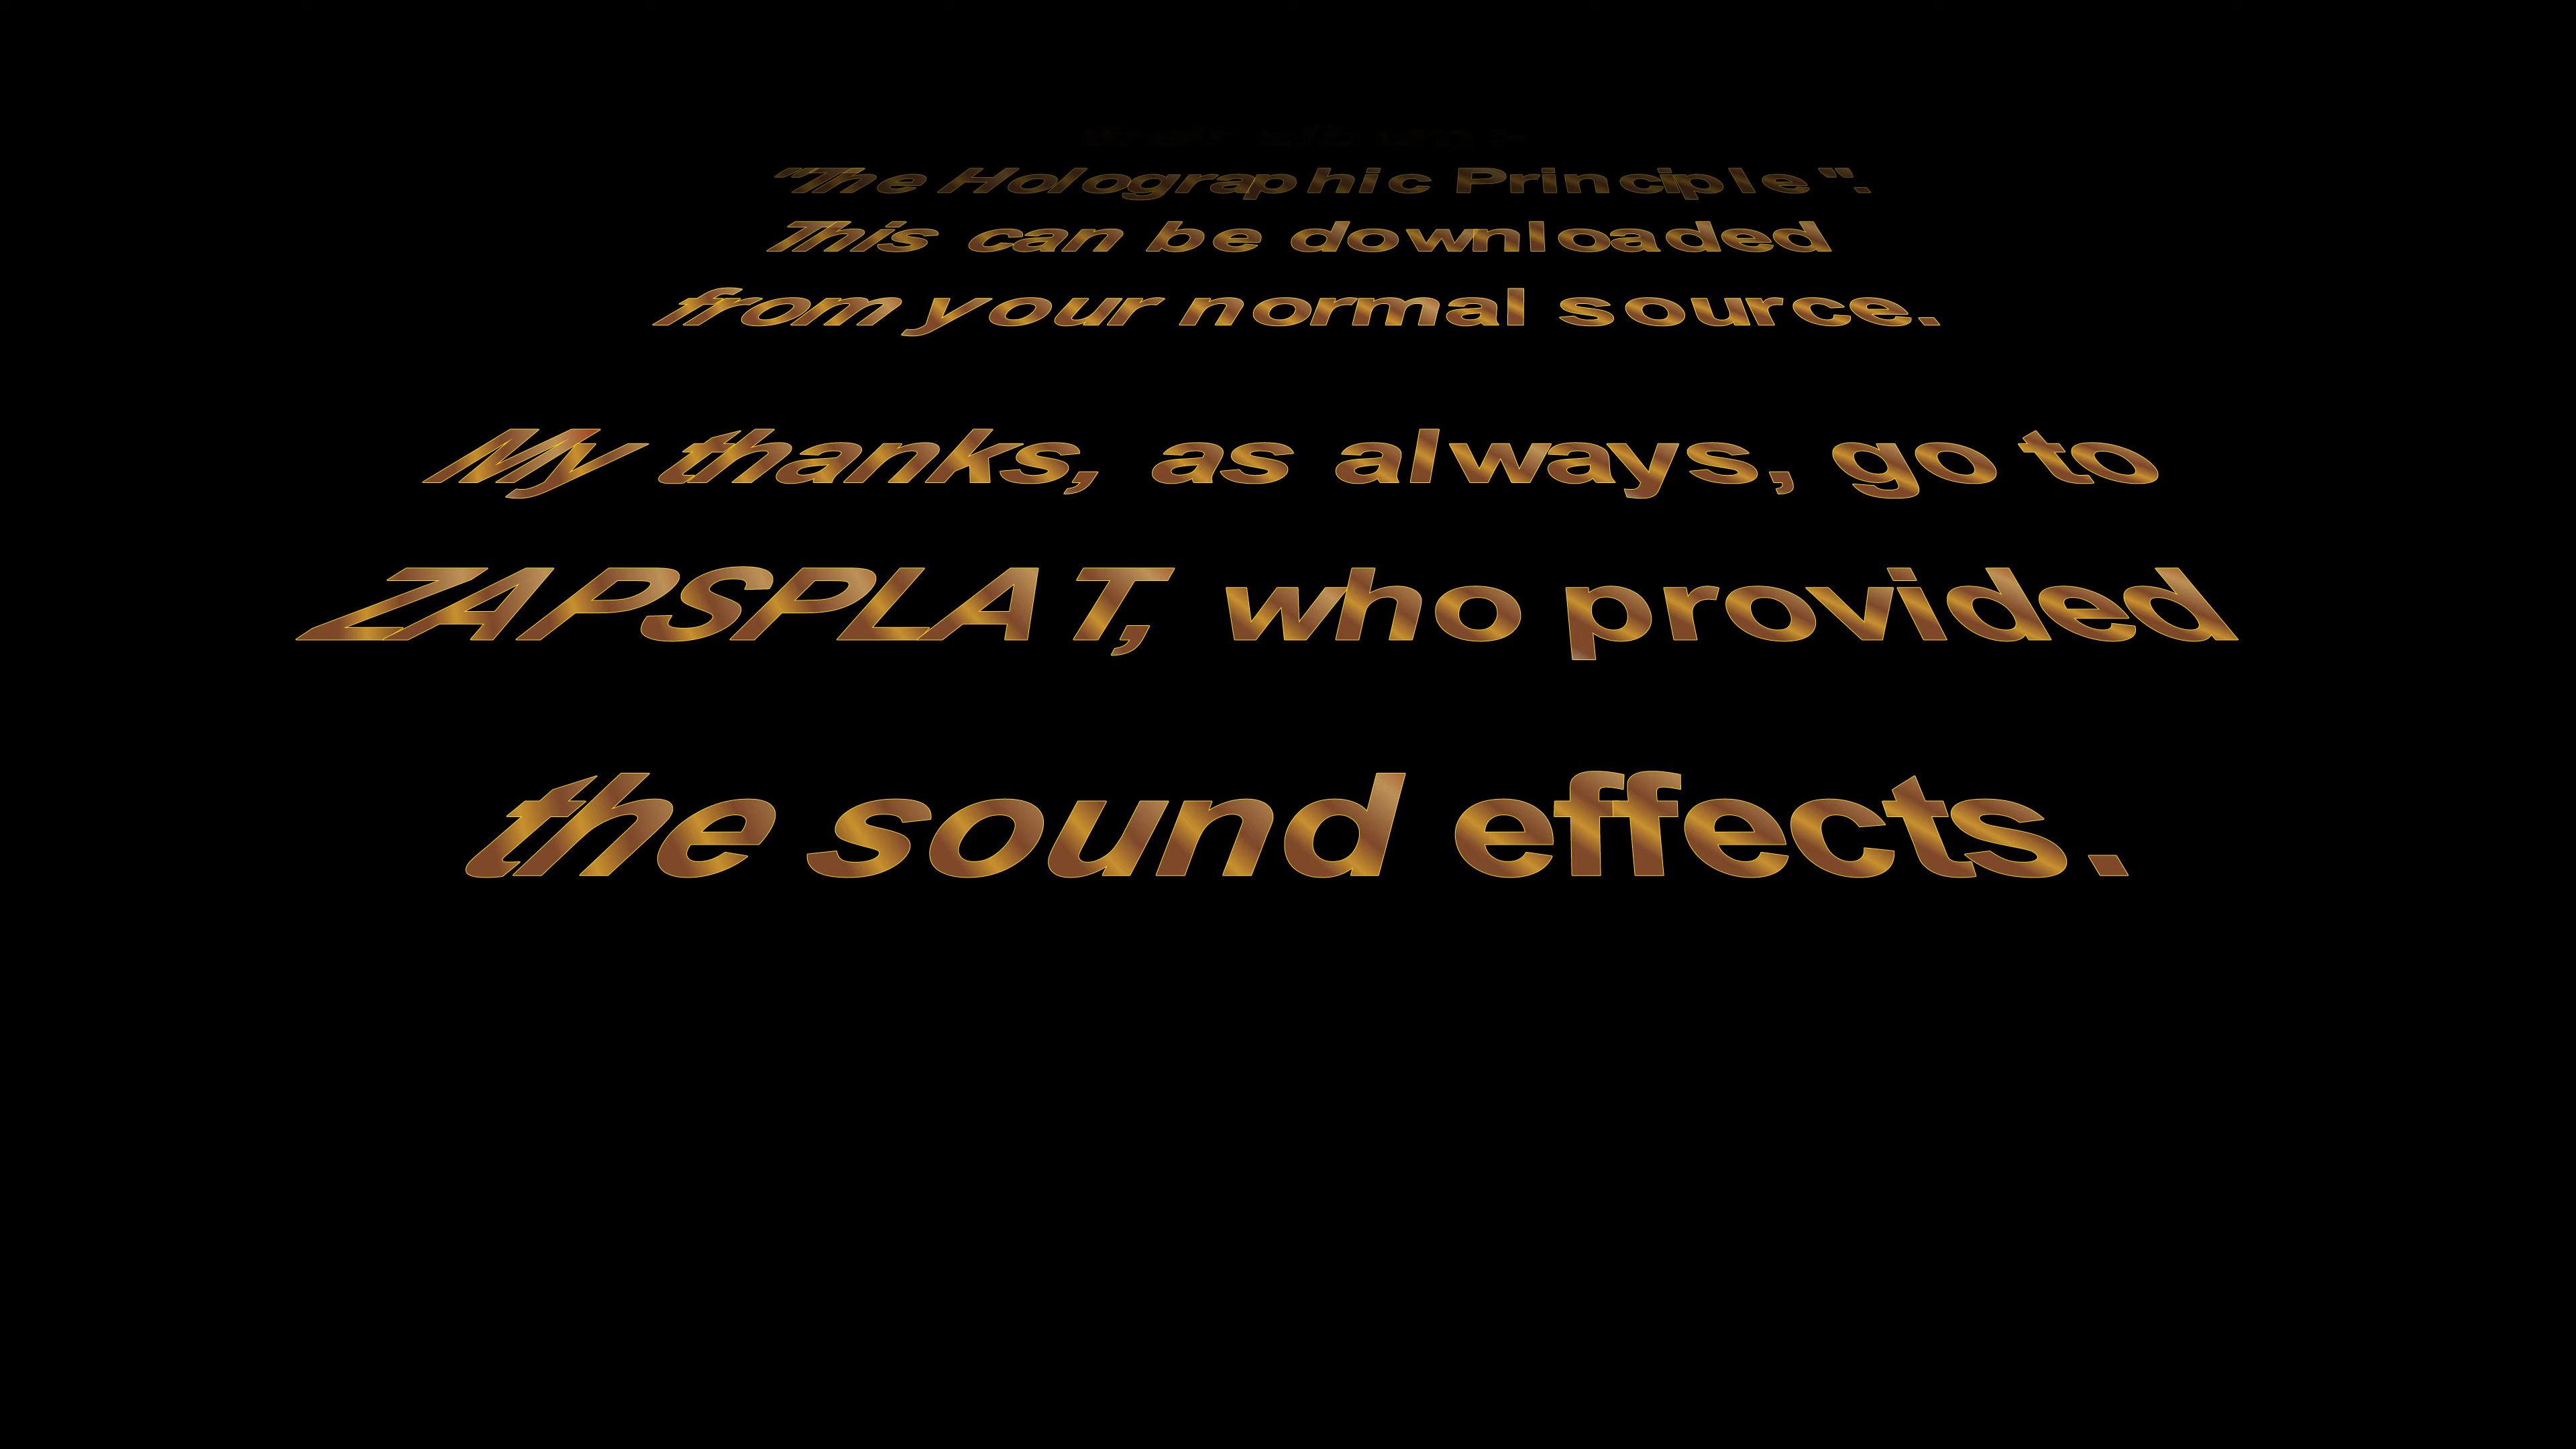 "The Holographic Principle".
This can be downloaded
from your normal source.
My thanks, as always, go to
ZAPSPLAT, who provided
the sound effects.